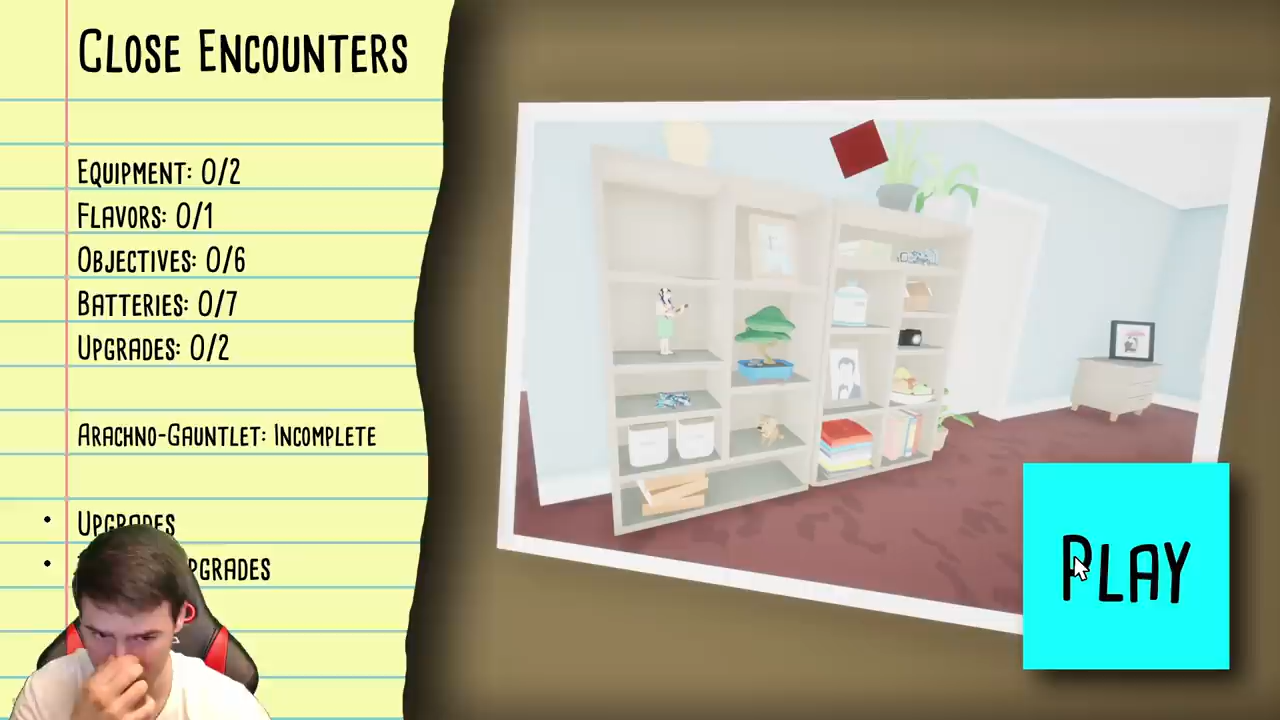 Close Encounters
Equipment: 0/2
Flavors: 0/1
Objectives: 0/6
Batteries: 0/7
Upgrades: 0/2
Arachno-Gauntlet: Incomplete
• Upgrades
•
Play